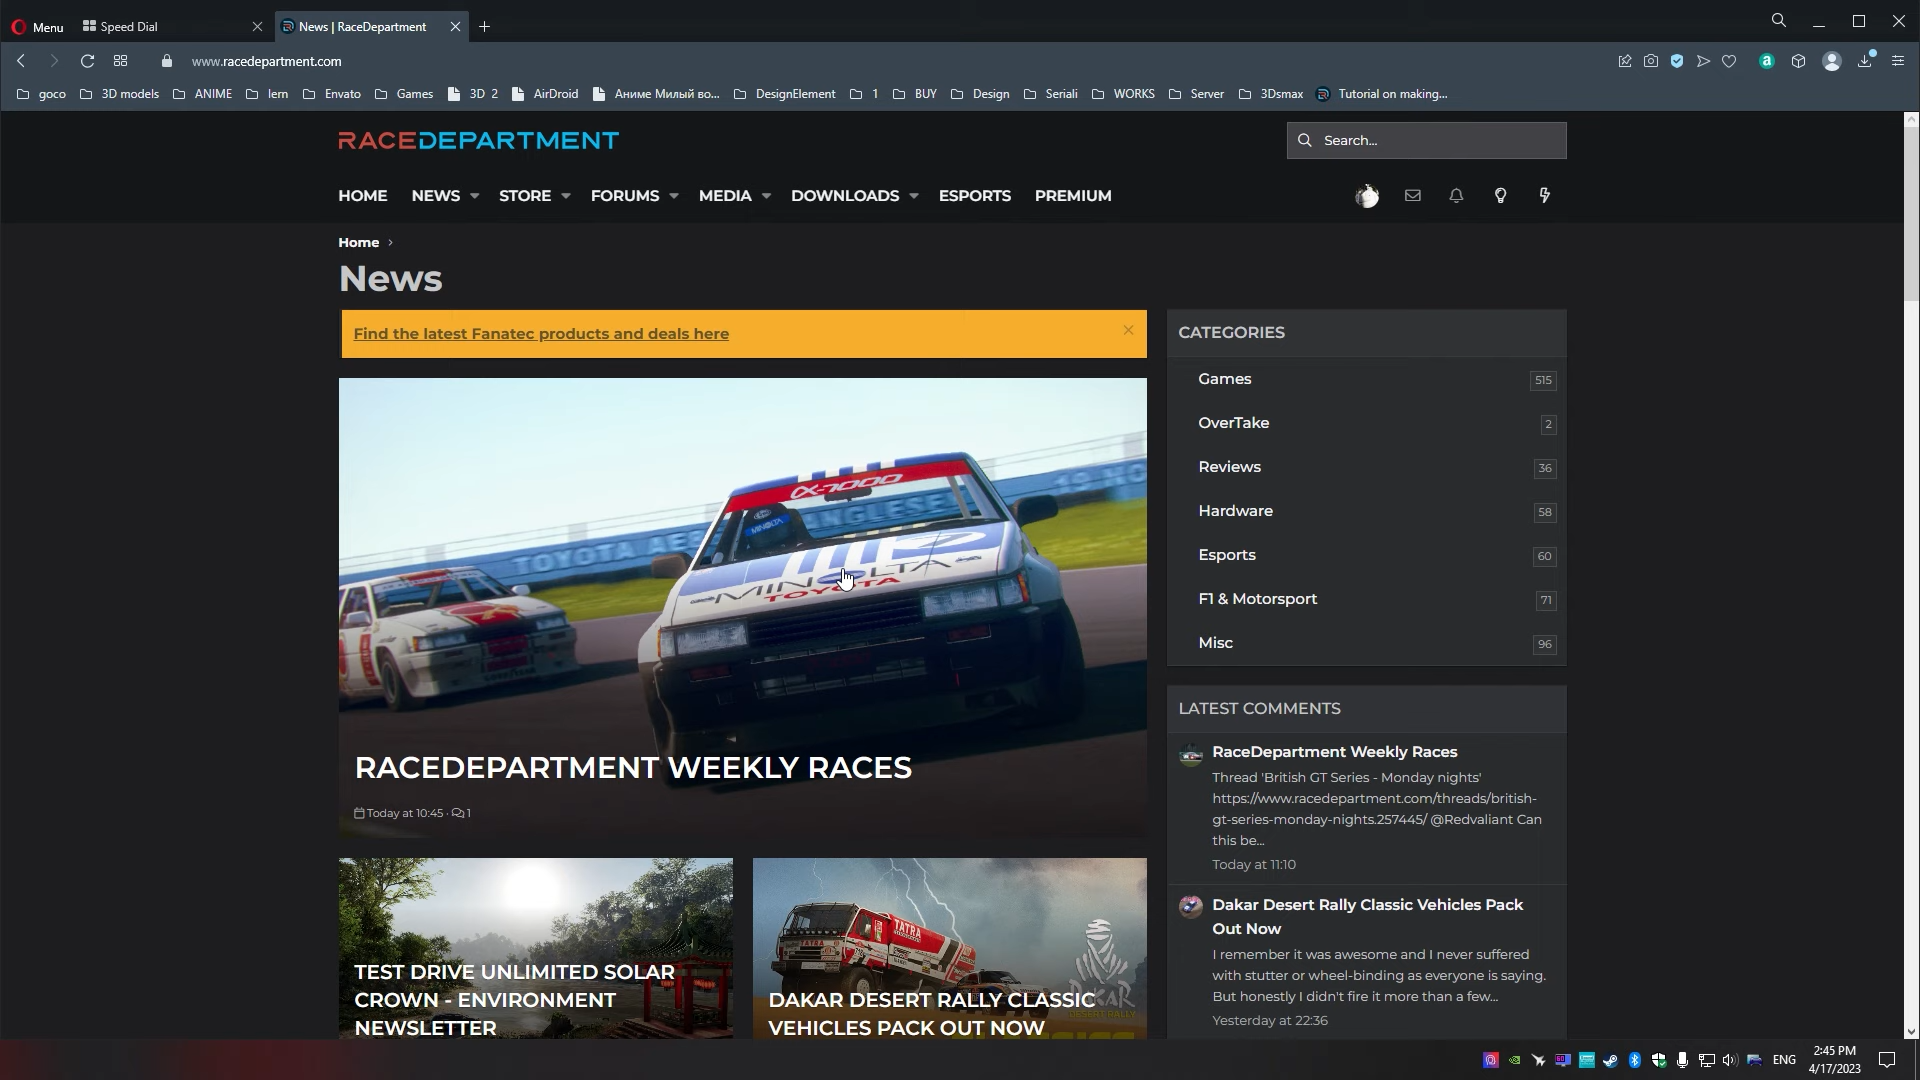 Menu
Speed Dial
News | RaceDepartment
www.racedepartment.com
goco
3D models
ANIME
lern
Envato
Games
3D 2
AirDroid
Аниме Милый во...
DesignElement
1
BUY
Design
Seriali
WORKS
Server
3Dsmax
Tutorial on making...
RACEDEPARTMENT
Search...
HOME
NEWS
STORE
FORUMS
MEDIA
DOWNLOADS
ESPORTS
PREMIUM
Home
News
Find the latest Fanatec products and deals here
α-7000
MINOLTA
TOYOTA
RACEDEPARTMENT WEEKLY RACES
Today at 10:45 · 1
TEST DRIVE UNLIMITED SOLAR
CROWN - ENVIRONMENT
NEWSLETTER
TATRA
DAKAR
DESERT RALLY
DAKAR DESERT RALLY CLASSIC
VEHICLES PACK OUT NOW
CATEGORIES
Games 515
OverTake 2
Reviews 36
Hardware 58
Esports 60
F1 & Motorsport 71
Misc 96
LATEST COMMENTS
RaceDepartment Weekly Races
Thread 'British GT Series - Monday nights'
https://www.racedepartment.com/threads/british-
gt-series-monday-nights.257445/ @Redvaliant Can
this be...
Today at 11:10
Dakar Desert Rally Classic Vehicles Pack
Out Now
I remember it was awesome and I never suffered
with stutter or wheel-binding as everyone is saying.
But honestly I didn't fire it more than a few...
Yesterday at 22:36
ENG
2:45 PM
4/17/2023